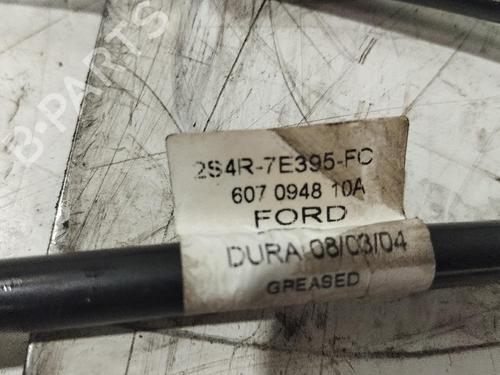 B-PARTS
2S4R-7E395-FC
607 0948 10A
FORD
DURA 08/03/04
GREASED